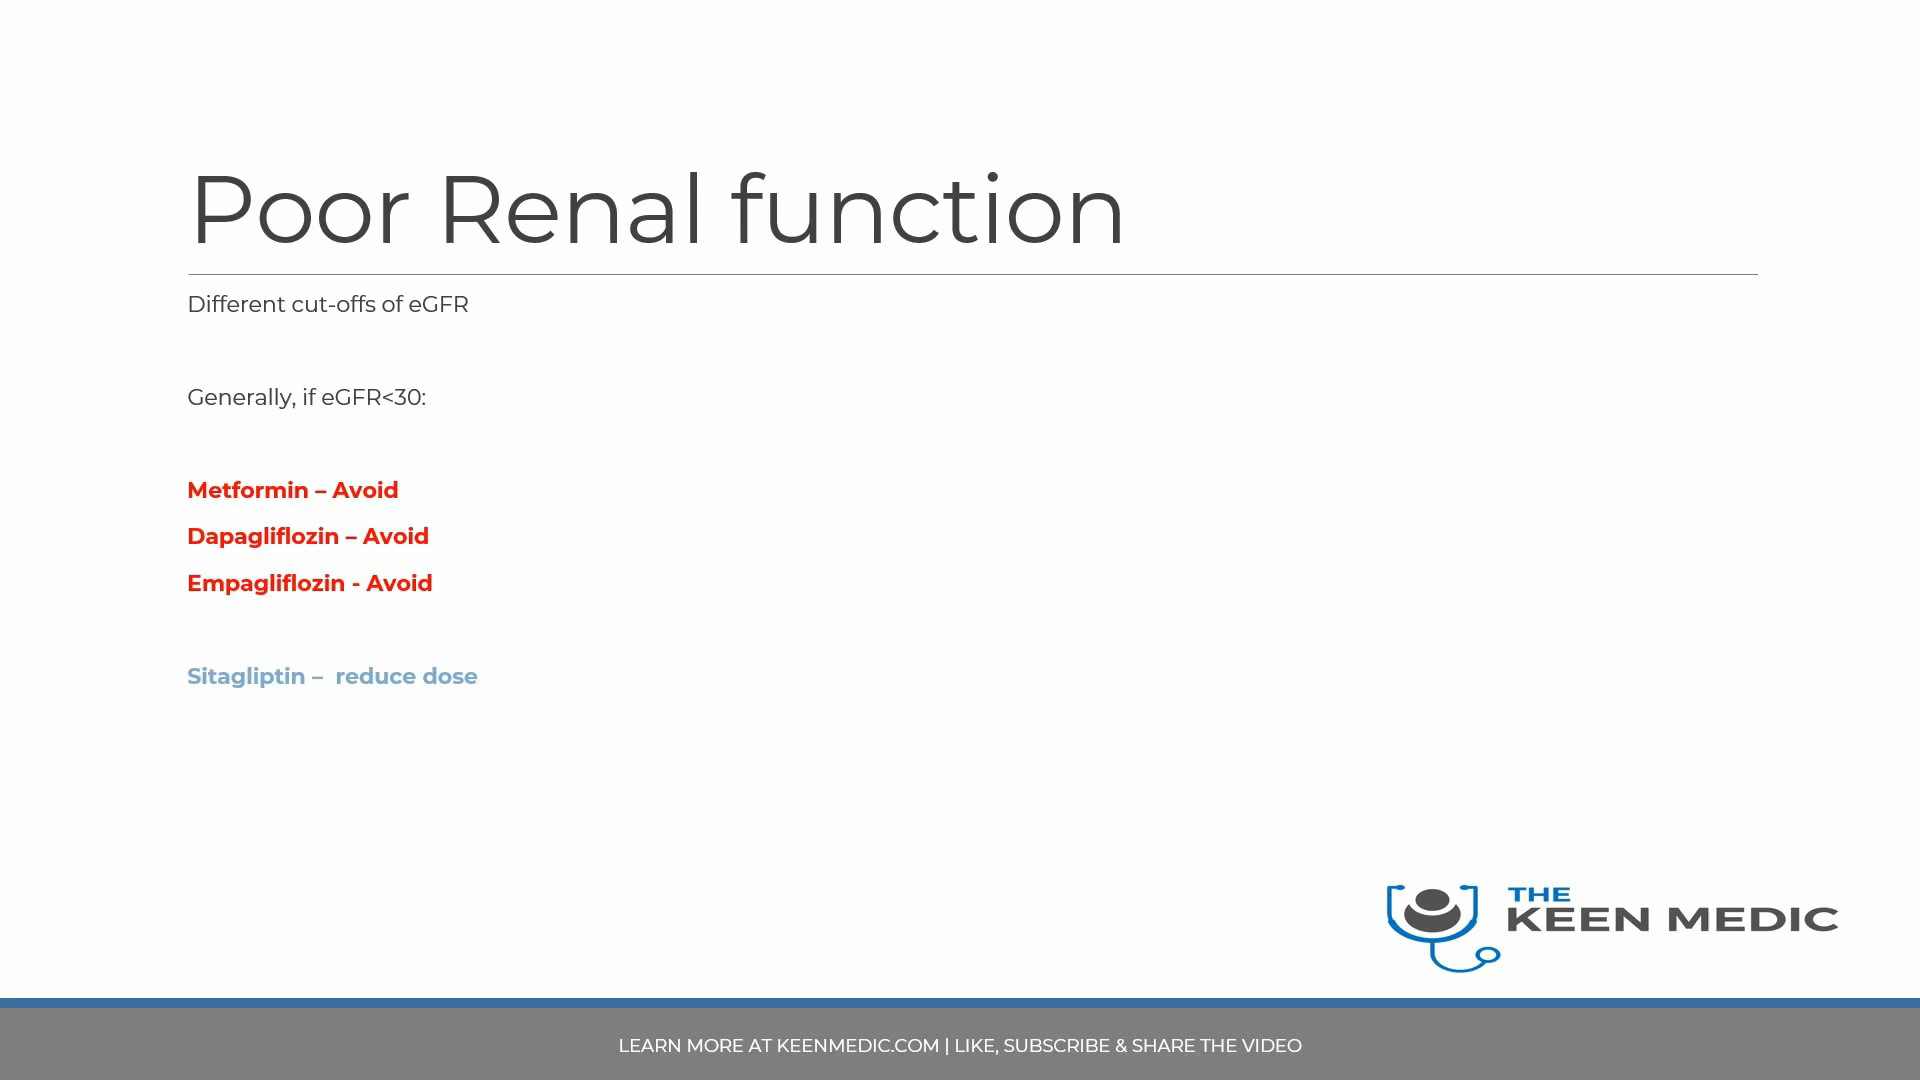 Poor Renal function
Different cut-offs of eGFR
Generally, if eGFR<30:
Metformin – Avoid
Dapagliflozin – Avoid
Empagliflozin - Avoid
Sitagliptin –  reduce dose
THE
KEEN MEDIC
LEARN MORE AT KEENMEDIC.COM | LIKE, SUBSCRIBE & SHARE THE VIDEO